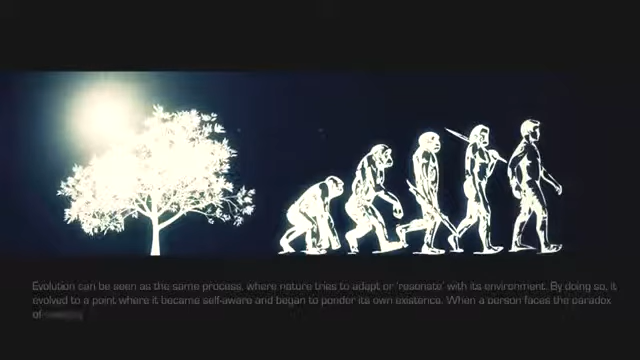 Evolution can be seen as the same process, where nature tries to adapt or 'resonate' with its environment. By doing so, it
evolved to a point where it became self-aware and began to ponder its own existence. When a person faces the paradox
of